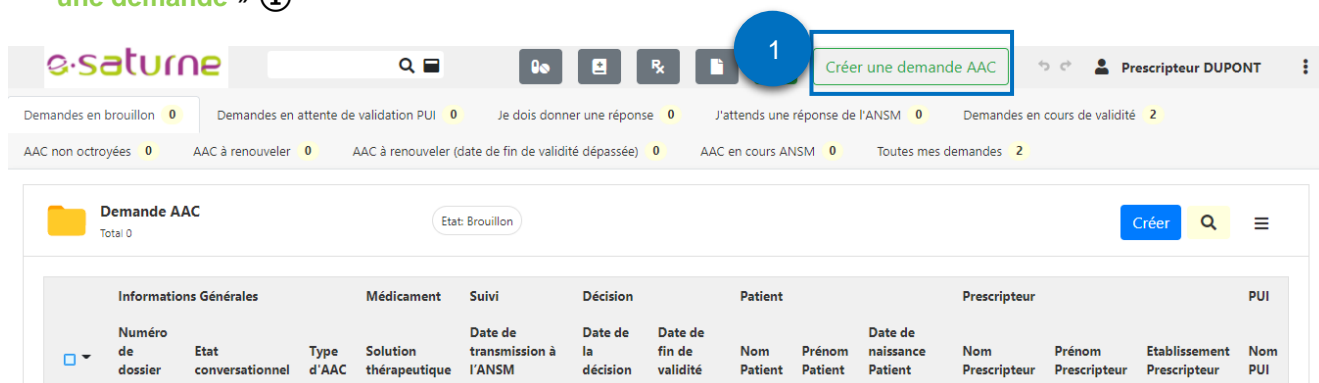 une demande » ①
e-saturne
1
Créer une demande AAC
Prescripteur DUPONT
Demandes en brouillon 0 Demandes en attente de validation PUI 0 Je dois donner une réponse 0 J'attends une réponse de l'ANSM 0 Demandes en cours de validité 2
AAC non octroyées 0 AAC à renouveler 0 AAC à renouveler (date de fin de validité dépassée) 0 AAC en cours ANSM 0 Toutes mes demandes 2
Demande AAC
Total 0
Etat: Brouillon
Créer
Informations Générales Médicament Suivi Décision Patient Prescripteur PUI
Numéro de dossier
Etat conversationnel
Type d'AAC
Solution thérapeutique
Date de transmission à l'ANSM
Date de la décision
Date de fin de validité
Nom Patient
Prénom Patient
Date de naissance Patient
Nom Prescripteur
Prénom Prescripteur
Etablissement Prescripteur
Nom PUI